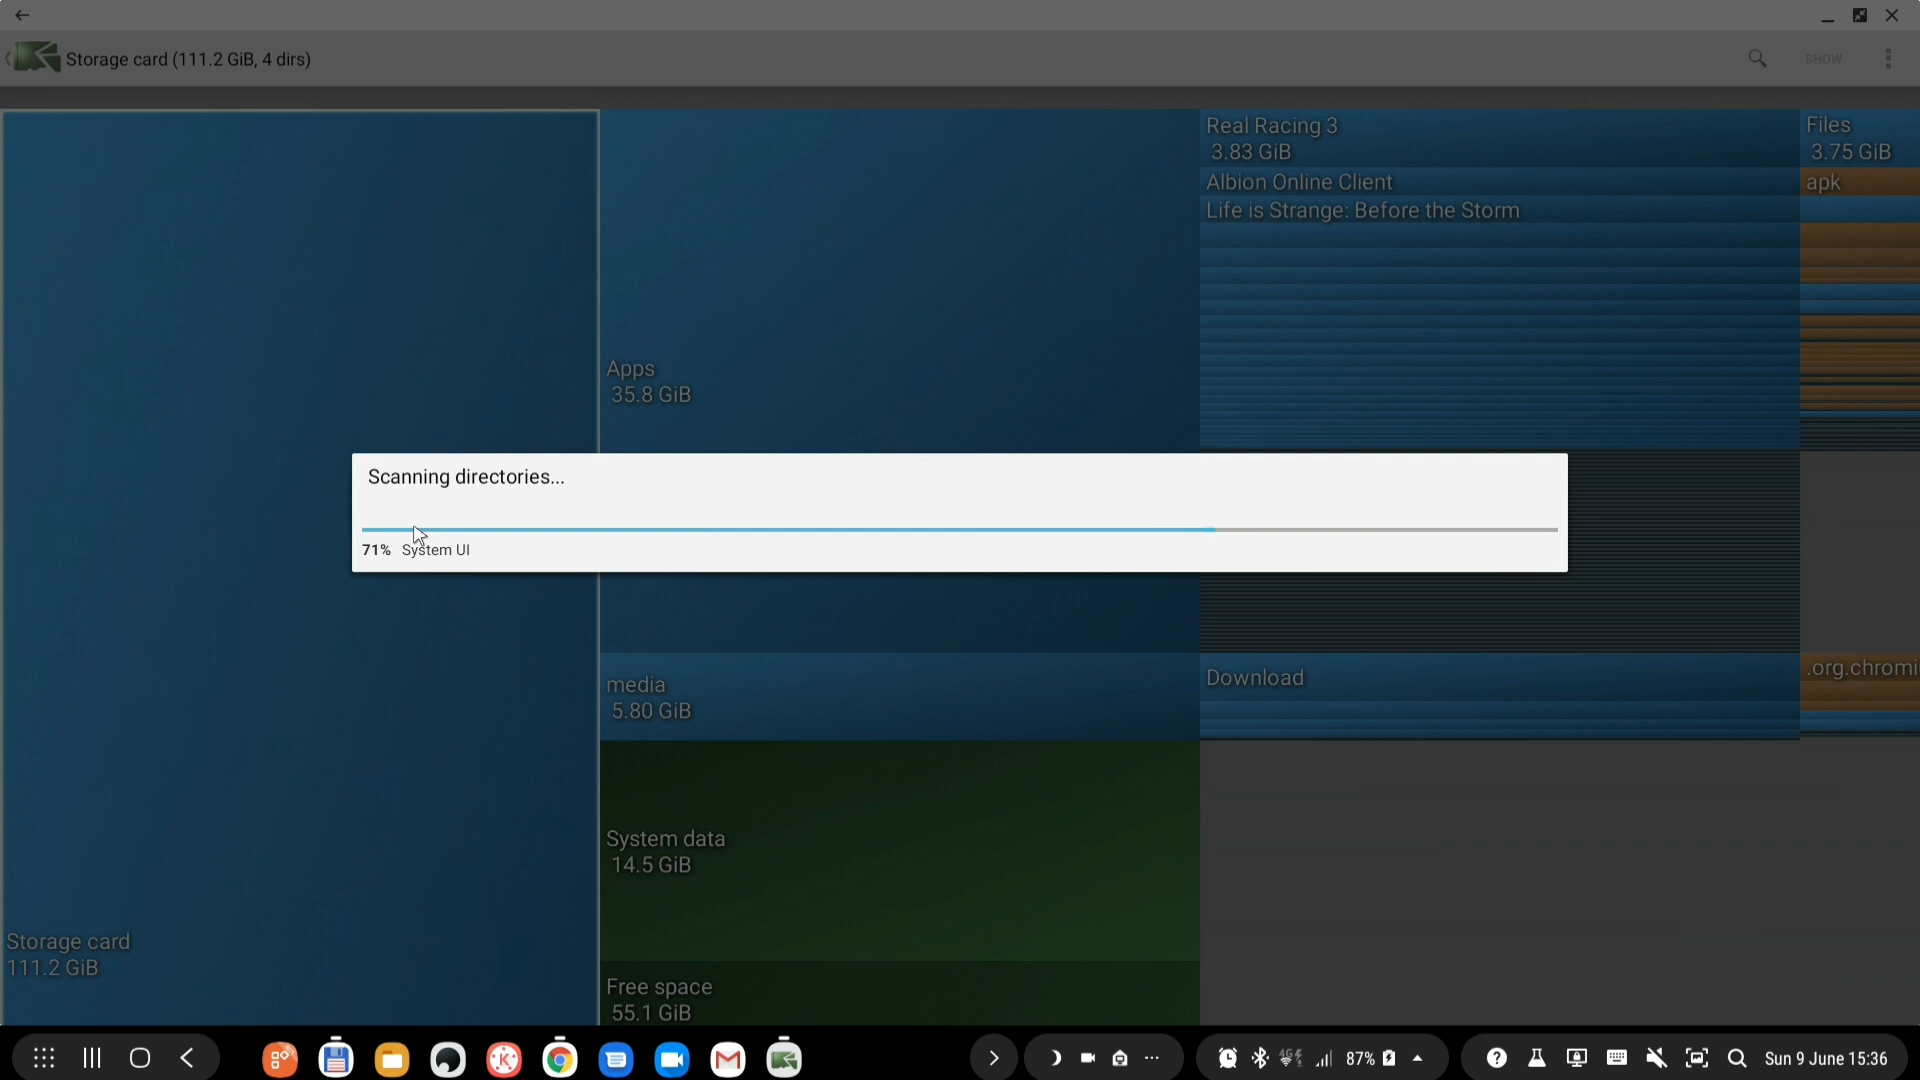 Storage card (111.2 GiB, 4 dirs)
SHOW
Real Racing 3
3.83 GiB
Files
3.75 GiB
Albion Online Client
apk
Life is Strange: Before the Storm
Apps
35.8 GiB
Scanning directories...
71% System UI
media
5.80 GiB
Download
.org.chromi
System data
14.5 GiB
Storage card
111.2 GiB
Free space
55.1 GiB
K
4G
87%
?
Sun 9 June 15:36